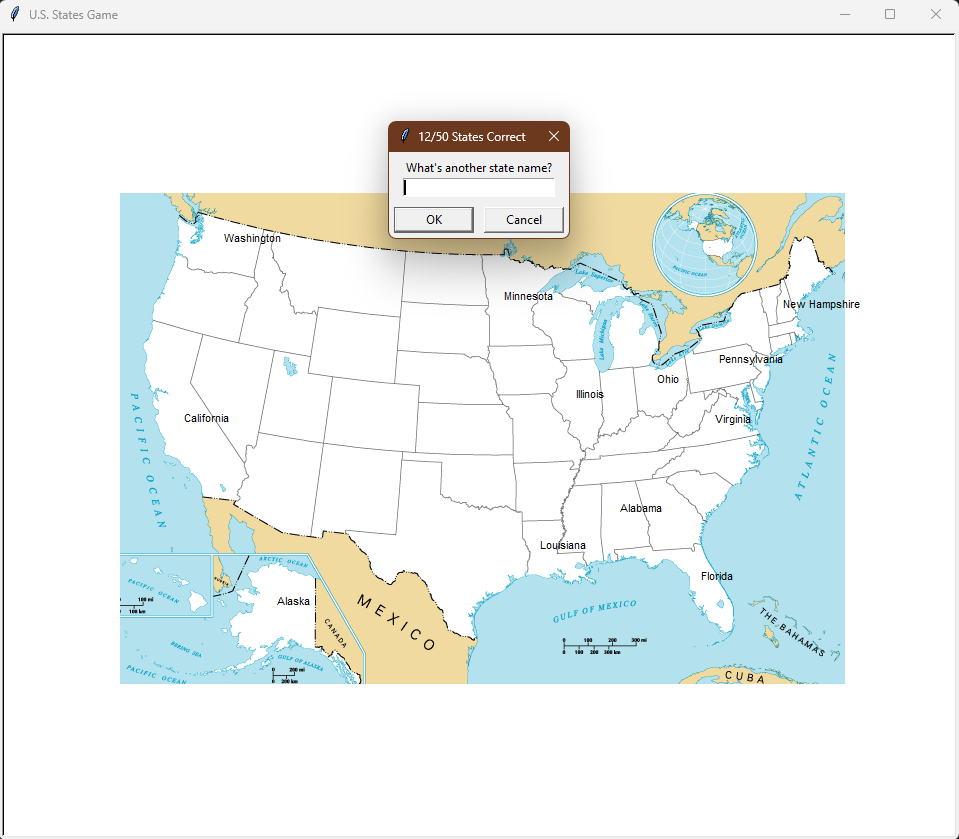 U.S. States Game
12/50 States Correct
What's another state name?
OK
Cancel
Washington
Minnesota
New Hampshire
Pennsylvania
Ohio
Illinois
Virginia
California
Alabama
Louisiana
Florida
Alaska
Lake Superior
Lake Michigan
PACIFIC OCEAN
PACIFIC OCEAN
ATLANTIC OCEAN
GULF OF MEXICO
MEXICO
THE BAHAMAS
CUBA
0 100 200 300 mi
0 100 200 300 km
ARCTIC OCEAN
RUSSIA
CANADA
BERING SEA
GULF OF ALASKA
PACIFIC OCEAN
0 200 mi
0 200 km
PACIFIC OCEAN
100 mi
100 km